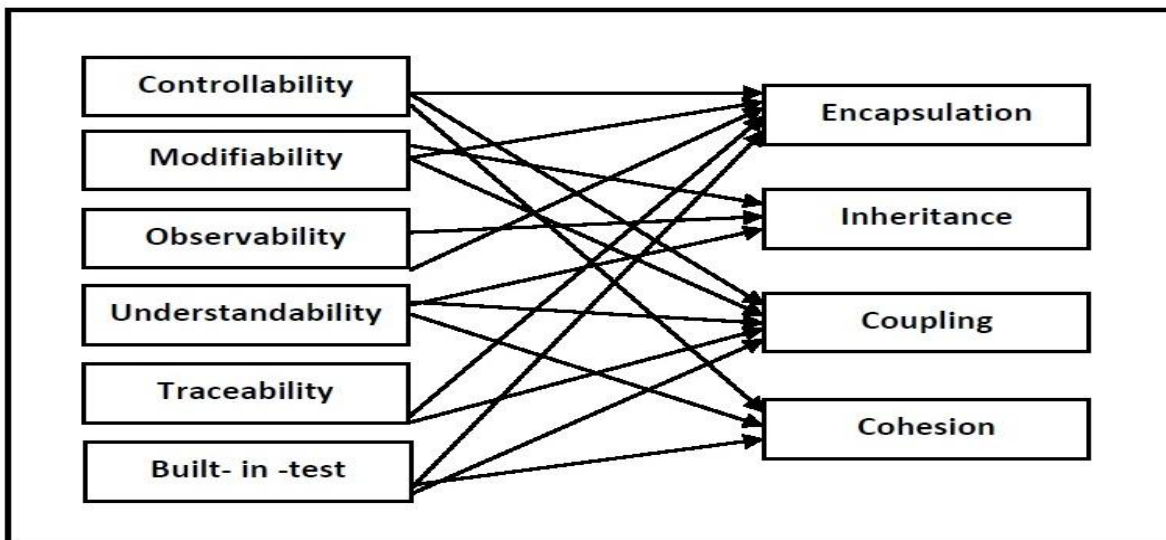 Controllability
Modifiability
Observability
Understandability
Traceability
Built- in -test
Encapsulation
Inheritance
Coupling
Cohesion